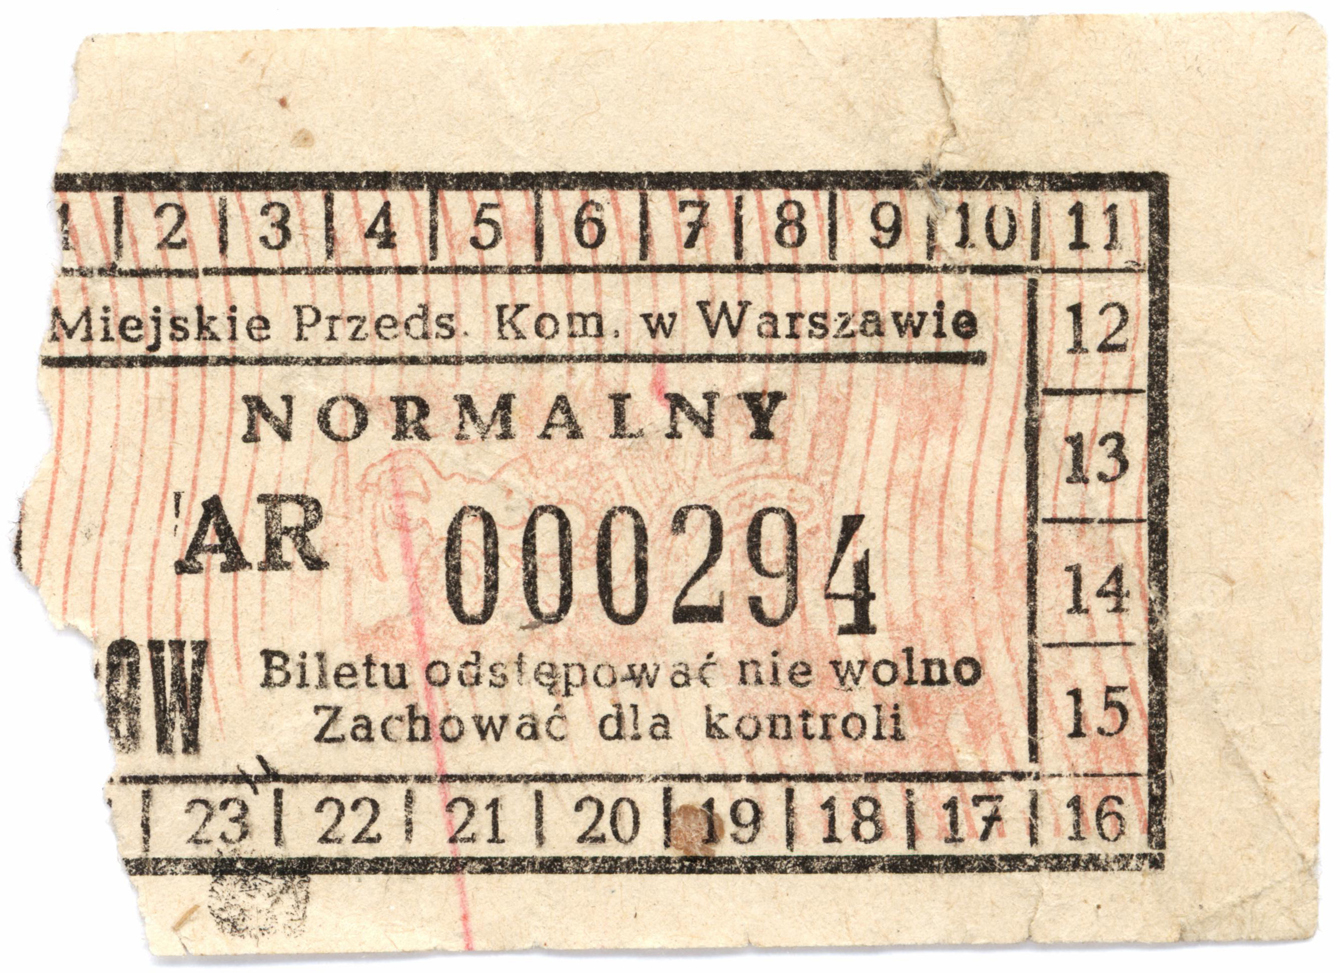 1 2 3 4 5 6 7 8 9 10 11
Miejskie Przeds. Kom. w Warszawie
12
NORMALNY
13
AR 000294
14
Biletu odstępować nie wolno
Zachować dla kontroli
15
23 22 21 20 19 18 17 16